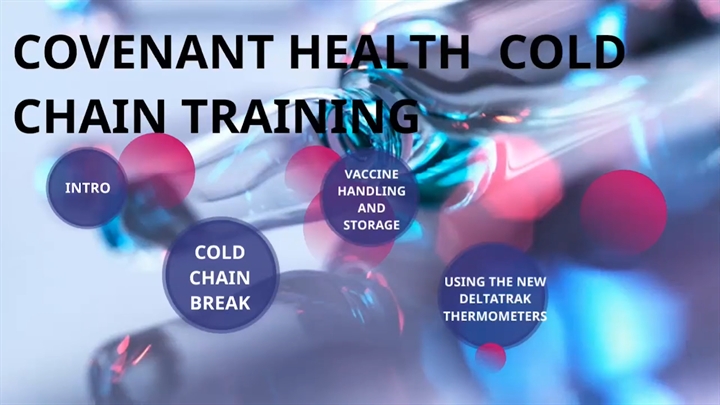 COVENANT HEALTH  COLD
CHAIN TRAINING
INTRO
COLD
CHAIN
BREAK
VACCINE
HANDLING
AND
STORAGE
USING THE NEW
DELTATRAK
THERMOMETERS